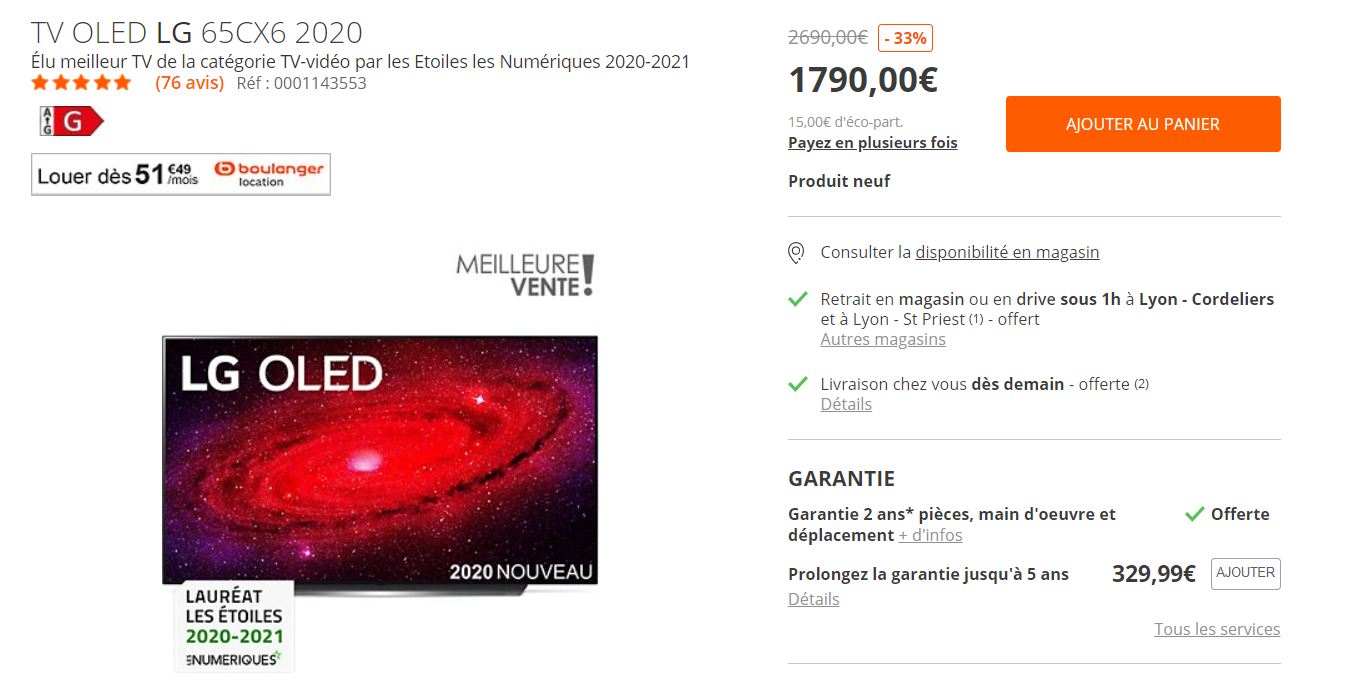 TV OLED LG 65CX6 2020
Élu meilleur TV de la catégorie TV-vidéo par les Etoiles les Numériques 2020-2021
(76 avis) Réf : 0001143553
A
G
G
Louer dès 51€49/mois boulanger location
MEILLEURE
VENTE!
LG OLED
2020 NOUVEAU
LAURÉAT
LES ÉTOILES
2020-2021
LES NUMERIQUES
2690,00€ - 33%
1790,00€
15,00€ d'éco-part.
Payez en plusieurs fois
AJOUTER AU PANIER
Produit neuf
Consulter la disponibilité en magasin
Retrait en magasin ou en drive sous 1h à Lyon - Cordeliers
et à Lyon - St Priest (1) - offert
Autres magasins
Livraison chez vous dès demain - offerte (2)
Détails
GARANTIE
Garantie 2 ans* pièces, main d'oeuvre et
déplacement + d'infos
Offerte
Prolongez la garantie jusqu'à 5 ans 329,99€ AJOUTER
Détails
Tous les services